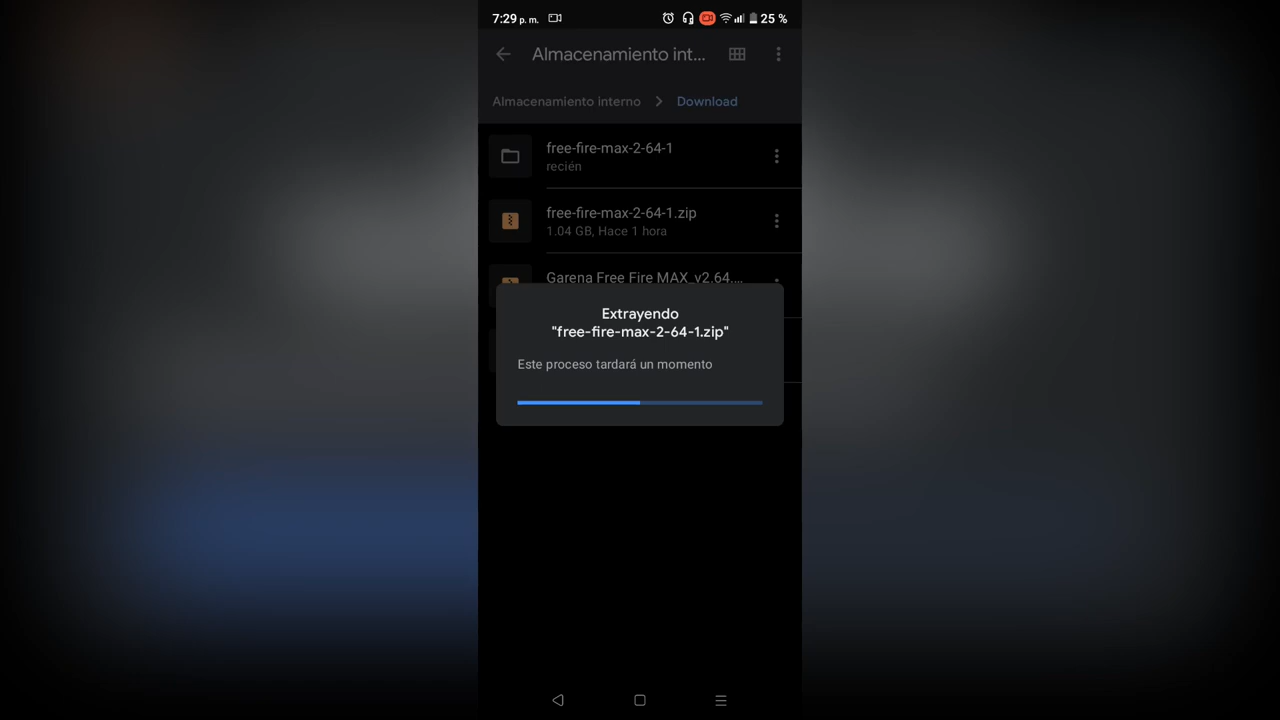 7:29 p. m.
25 %
Almacenamiento int...
Almacenamiento interno
Download
free-fire-max-2-64-1
recién
free-fire-max-2-64-1.zip
1.04 GB, Hace 1 hora
Garena Free Fire MAX_v2.64....
Extrayendo
"free-fire-max-2-64-1.zip"
Este proceso tardará un momento